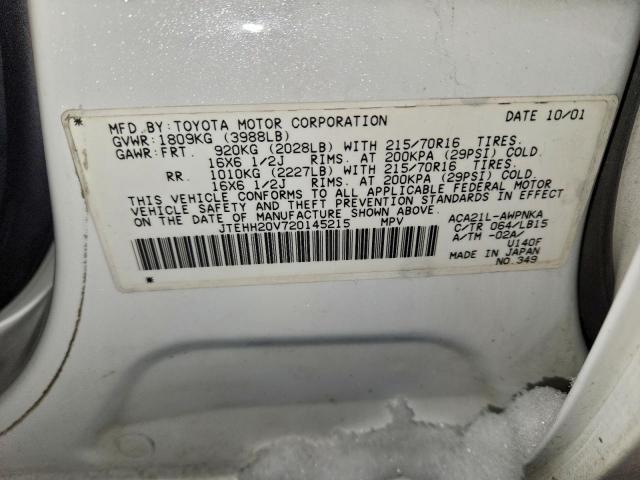 MFD.BY:TOYOTA MOTOR CORPORATION DATE 10/01
GVWR:1809KG (3988LB)
GAWR:FRT. 920KG (2028LB) WITH 215/70R16 TIRES.
16X6 1/2J RIMS. AT 200KPA (29PSI) COLD.
RR. 1010KG (2227LB) WITH 215/70R16 TIRES.
16X6 1/2J RIMS. AT 200KPA (29PSI) COLD.
THIS VEHICLE CONFORMS TO ALL APPLICABLE FEDERAL MOTOR
VEHICLE SAFETY AND THEFT PREVENTION STANDARDS IN EFFECT
ON THE DATE OF MANUFACTURE SHOWN ABOVE.
JTEHH20V720145215 MPV
ACA21L-AWPNKA
C/TR 064/LB15
A/TM -02A/
U140F
MADE IN JAPAN
NO.349